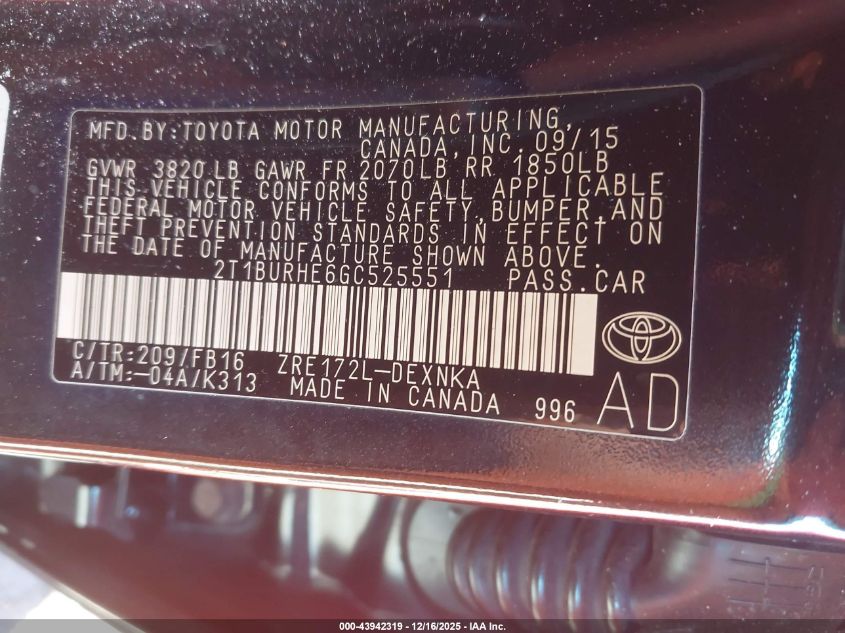 MFD.BY:TOYOTA MOTOR MANUFACTURING,
CANADA,INC. 09/15
GVWR 3820 LB GAWR FR 2070LB RR 1850LB
THIS VEHICLE CONFORMS TO ALL APPLICABLE
FEDERAL MOTOR VEHICLE SAFETY,BUMPER,AND
THEFT PREVENTION STANDARDS IN EFFECT ON
THE DATE OF MANUFACTURE SHOWN ABOVE.
2T1BURHE6GC525551 PASS.CAR
C/TR:209/FB16 ZRE172L-DEXNKA
A/TM:-04A/K313 MADE IN CANADA 996 AD
000-43942319 - 12/16/2025 - IAA Inc.